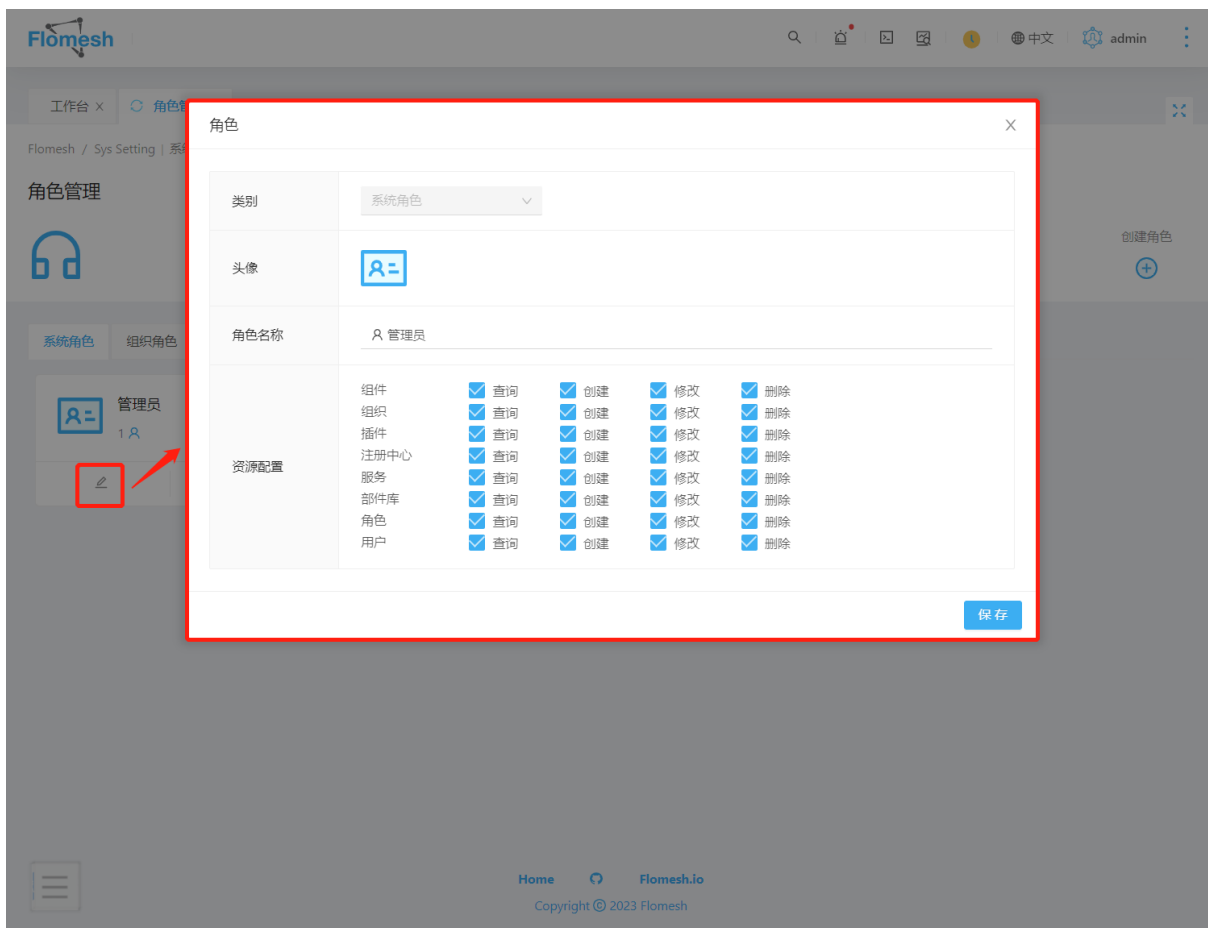 Flomesh
中文 admin
工作台 X 角色管
Flomesh / Sys Setting | 系
角色管理
创建角色
系统角色 组织角色
管理员
1
角色
类别 系统角色
头像
角色名称 管理员
资源配置
组件 查询 创建 修改 删除
组织 查询 创建 修改 删除
插件 查询 创建 修改 删除
注册中心 查询 创建 修改 删除
服务 查询 创建 修改 删除
部件库 查询 创建 修改 删除
角色 查询 创建 修改 删除
用户 查询 创建 修改 删除
保存
Home Flomesh.io
Copyright © 2023 Flomesh